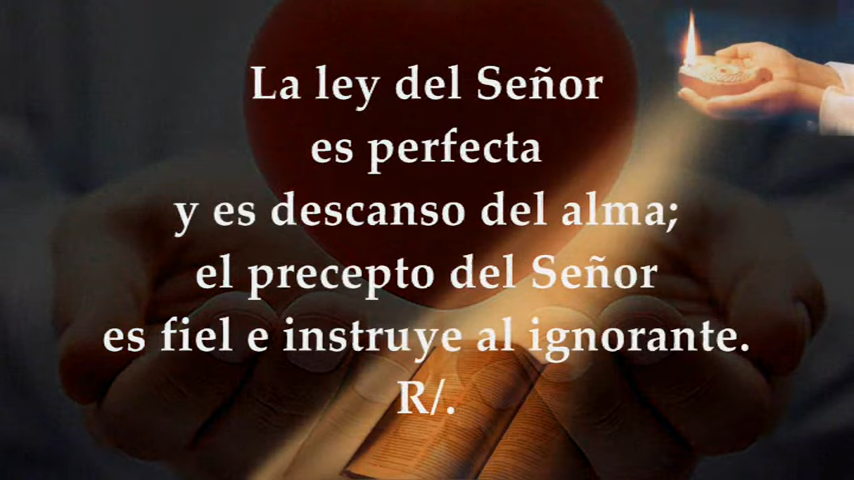 La ley del Señor
es perfecta
y es descanso del alma;
el precepto del Señor
es fiel e instruye al ignorante.
R/.